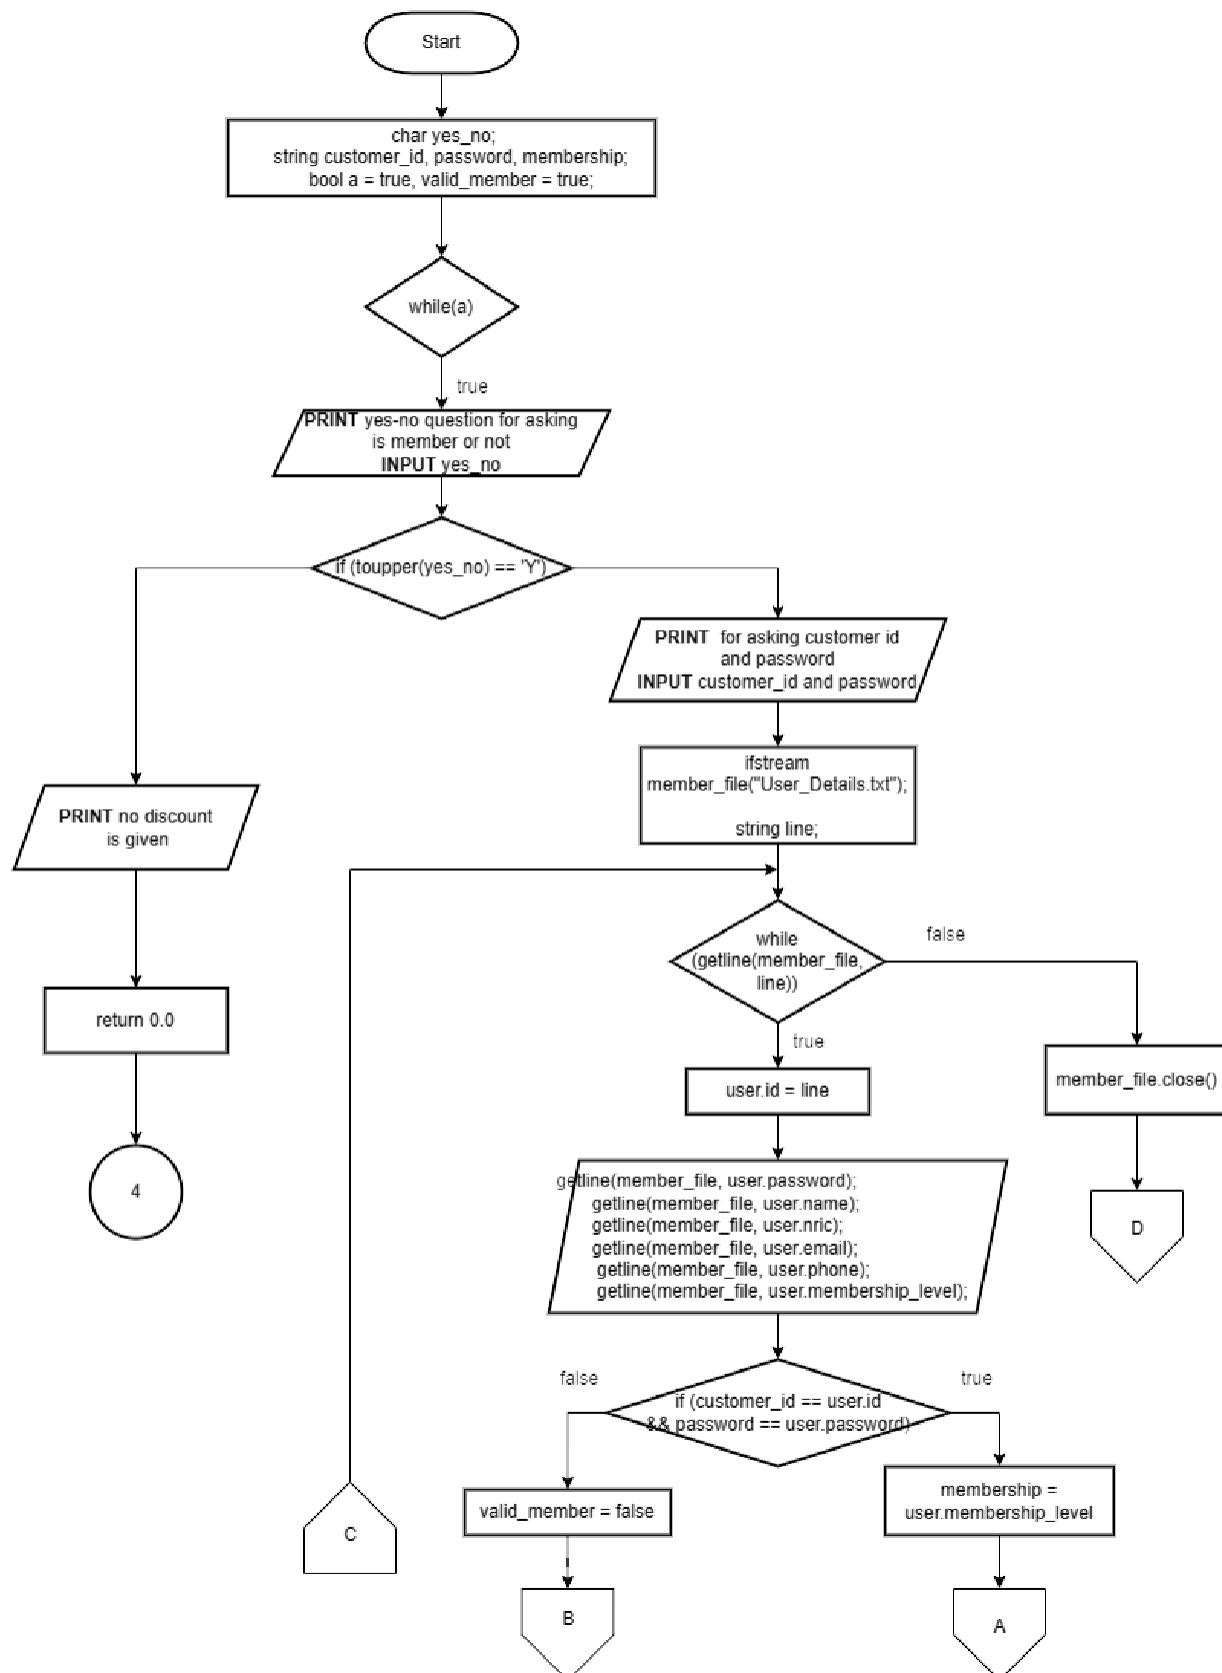 Start
char yes_no;
string customer_id, password, membership;
bool a = true, valid_member = true;
while(a)
true
PRINT yes-no question for asking
is member or not
INPUT yes_no
if (toupper(yes_no) == 'Y')
PRINT for asking customer id
and password
INPUT customer_id and password
ifstream
member_file("User_Details.txt");
string line;
PRINT no discount
is given
while
(getline(member_file,
line))
false
return 0.0
true
member_file.close()
user.id = line
4
getline(member_file, user.password);
getline(member_file, user.name);
getline(member_file, user.nric);
getline(member_file, user.email);
getline(member_file, user.phone);
getline(member_file, user.membership_level);
D
false
true
if (customer_id == user.id
&& password == user.password)
valid_member = false
membership =
user.membership_level
C
B
A